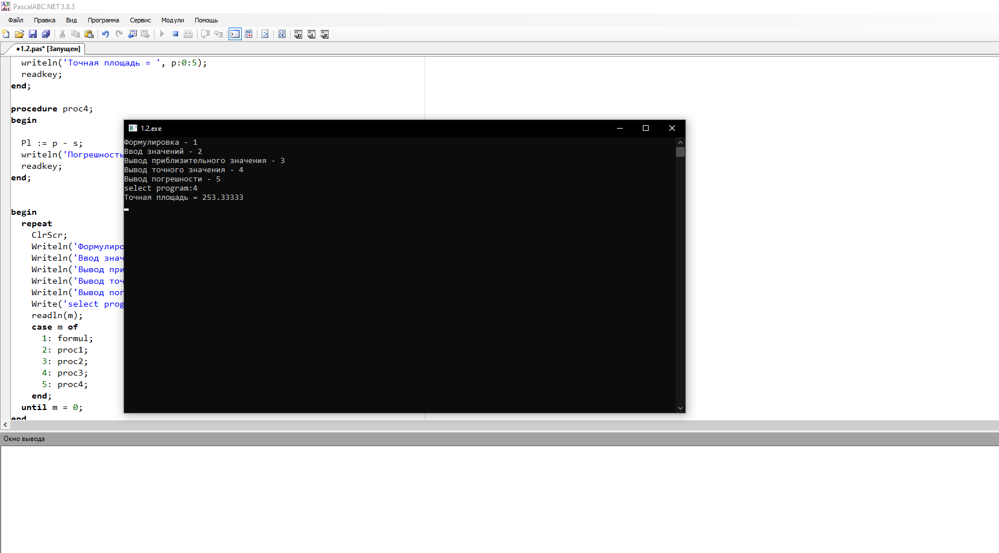 PascalABC.NET 3.8.3
Файл Правка Вид Программа Сервис Модули Помощь
•1.2.pas* [Запущен]
writeln('Точная площадь = ', p:0:5);
readkey;
end;
procedure proc4;
begin
Pl := p - s;
writeln('Погрешность
readkey;
end;
begin
repeat
ClrScr;
Writeln('Формулиро
Writeln('Ввод знач
Writeln('Вывод при
Writeln('Вывод точ
Writeln('Вывод пог
Write('select prog
readln(m);
case m of
1: formul;
2: proc1;
3: proc2;
4: proc3;
5: proc4;
end;
until m = 0;
end
1.2.exe
Формулировка - 1
Ввод значений - 2
Вывод приблизительного значения - 3
Вывод точного значения - 4
Вывод погрешности - 5
select program:4
Точная площадь = 253.33333
Окно вывода